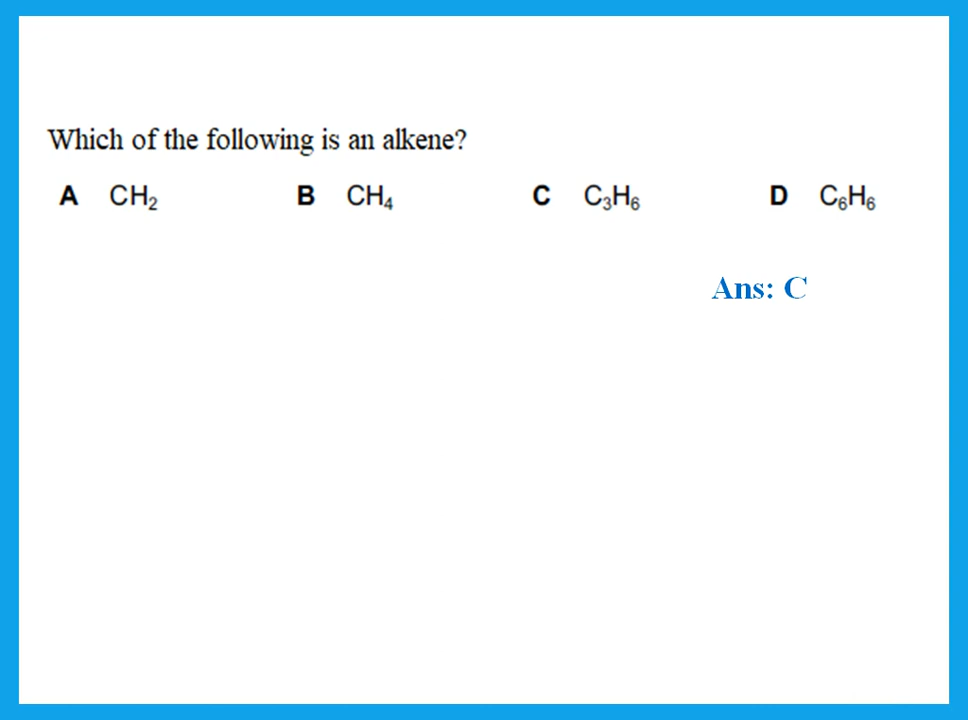 Which of the following is an alkene?
A CH₂ B CH₄ C C₃H₆ D C₆H₆
Ans: C